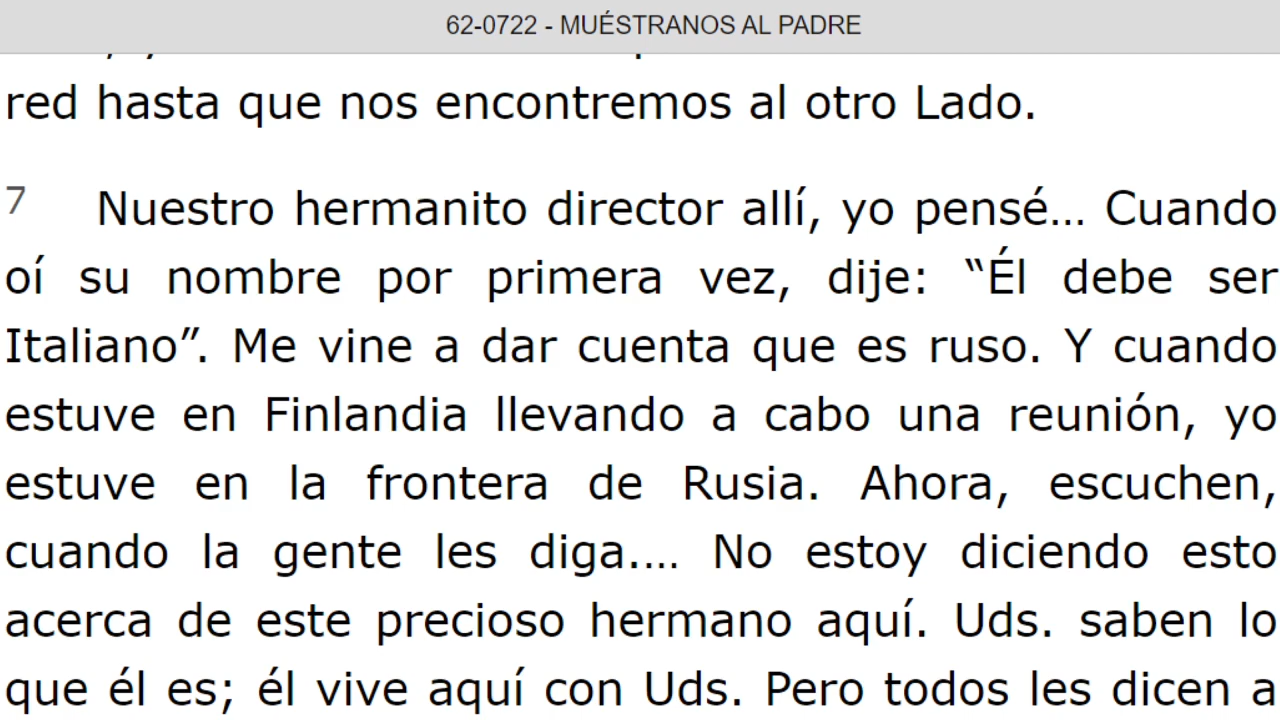 62-0722 - MUÉSTRANOS AL PADRE
red hasta que nos encontremos al otro Lado.
7 Nuestro hermanito director allí, yo pensé… Cuando
oí su nombre por primera vez, dije: “Él debe ser
Italiano”. Me vine a dar cuenta que es ruso. Y cuando
estuve en Finlandia llevando a cabo una reunión, yo
estuve en la frontera de Rusia. Ahora, escuchen,
cuando la gente les diga.… No estoy diciendo esto
acerca de este precioso hermano aquí. Uds. saben lo
que él es; él vive aquí con Uds. Pero todos les dicen a